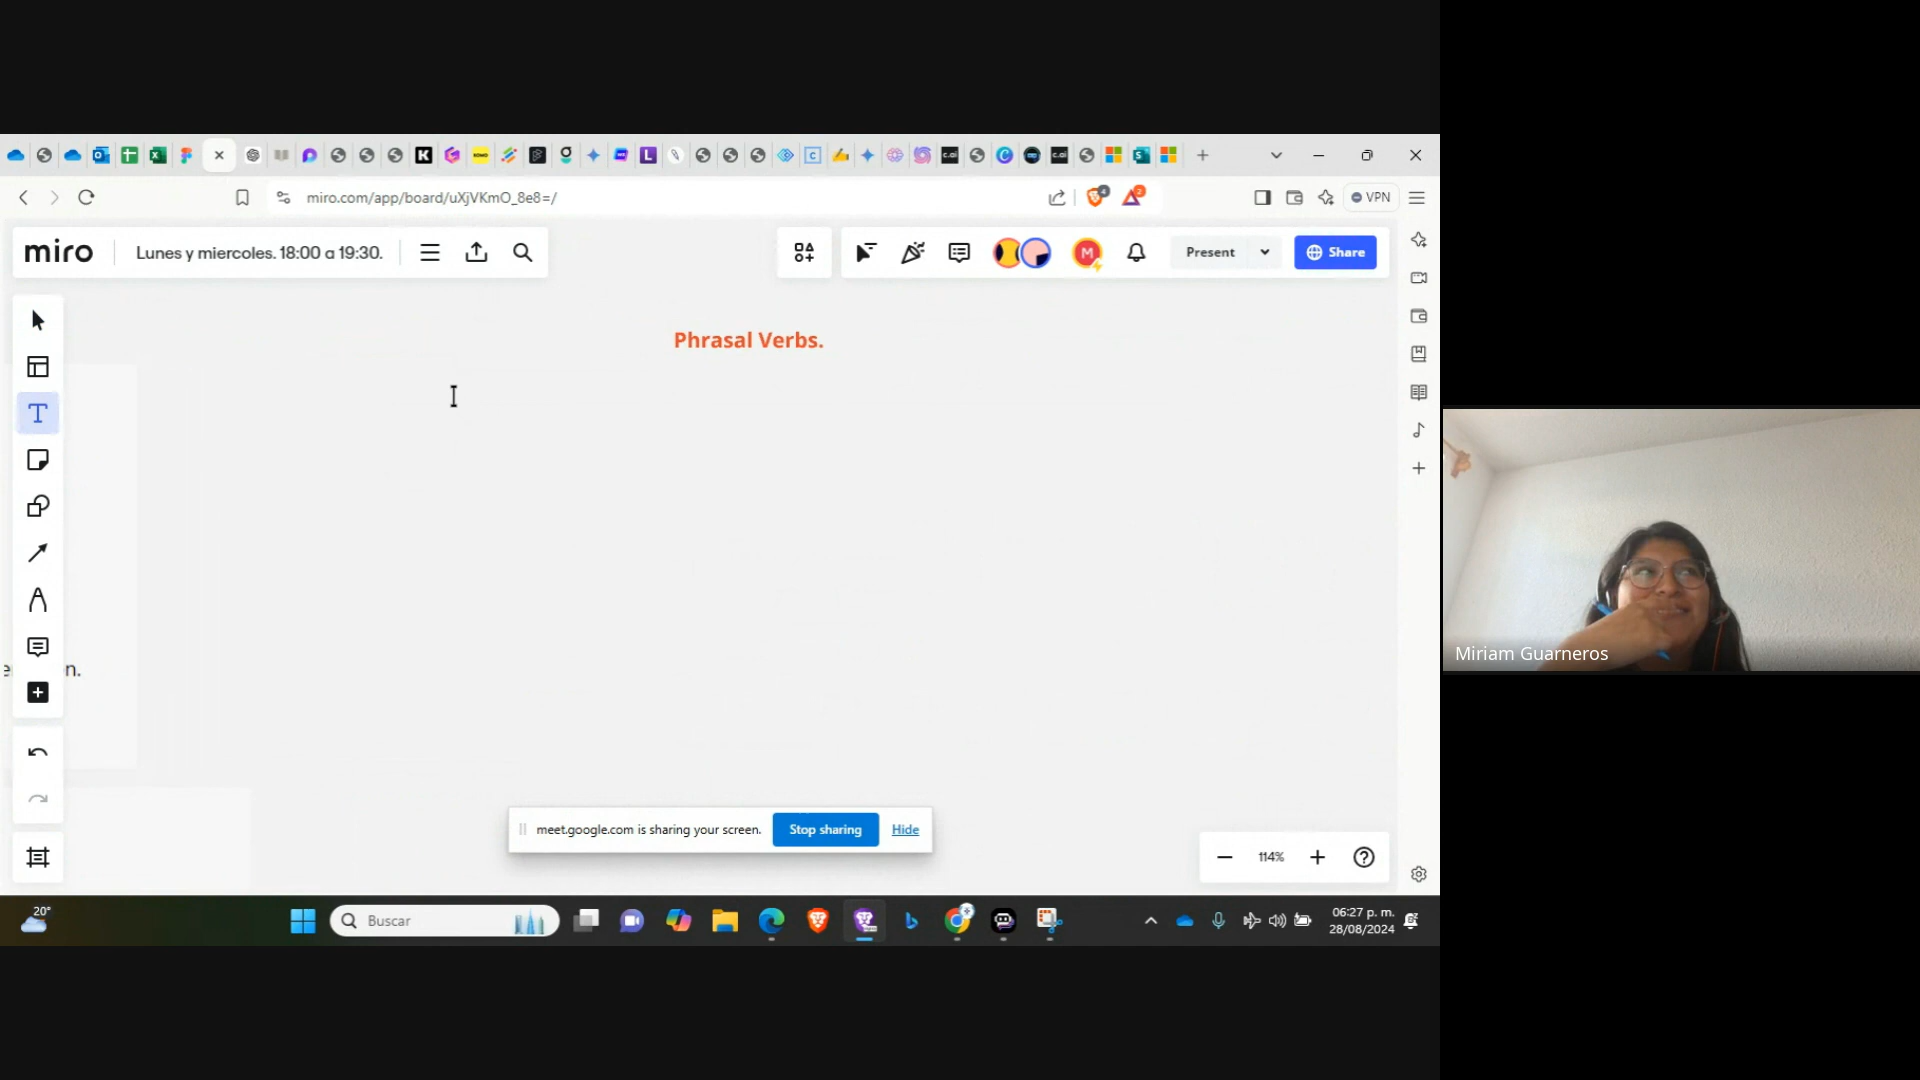 miro.com/app/board/uXjVKmO_8e8=/
VPN
miro
Lunes y miercoles. 18:00 a 19:30.
M
Present
Share
Phrasal Verbs.
n.
meet.google.com is sharing your screen.
Stop sharing
Hide
114%
Miriam Guarneros
20°
Buscar
06:27 p. m.
28/08/2024